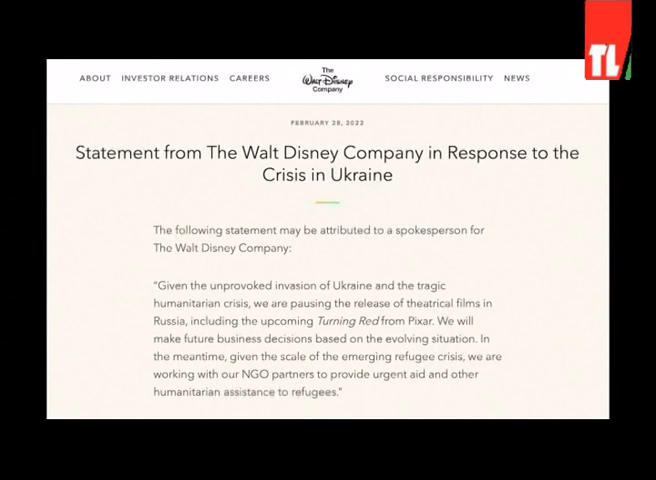 TL
ABOUT INVESTOR RELATIONS CAREERS The Walt Disney Company SOCIAL RESPONSIBILITY NEWS
FEBRUARY 28, 2022
Statement from The Walt Disney Company in Response to the
Crisis in Ukraine
The following statement may be attributed to a spokesperson for
The Walt Disney Company:
“Given the unprovoked invasion of Ukraine and the tragic
humanitarian crisis, we are pausing the release of theatrical films in
Russia, including the upcoming Turning Red from Pixar. We will
make future business decisions based on the evolving situation. In
the meantime, given the scale of the emerging refugee crisis, we are
working with our NGO partners to provide urgent aid and other
humanitarian assistance to refugees.”